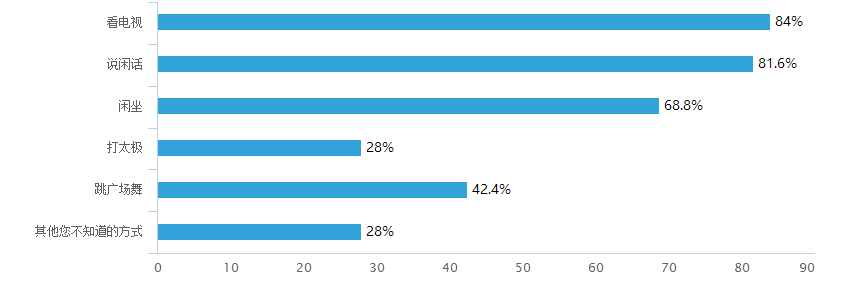 看电视 84%
说闲话 81.6%
闲坐 68.8%
打太极 28%
跳广场舞 42.4%
其他您不知道的方式 28%
0 10 20 30 40 50 60 70 80 90